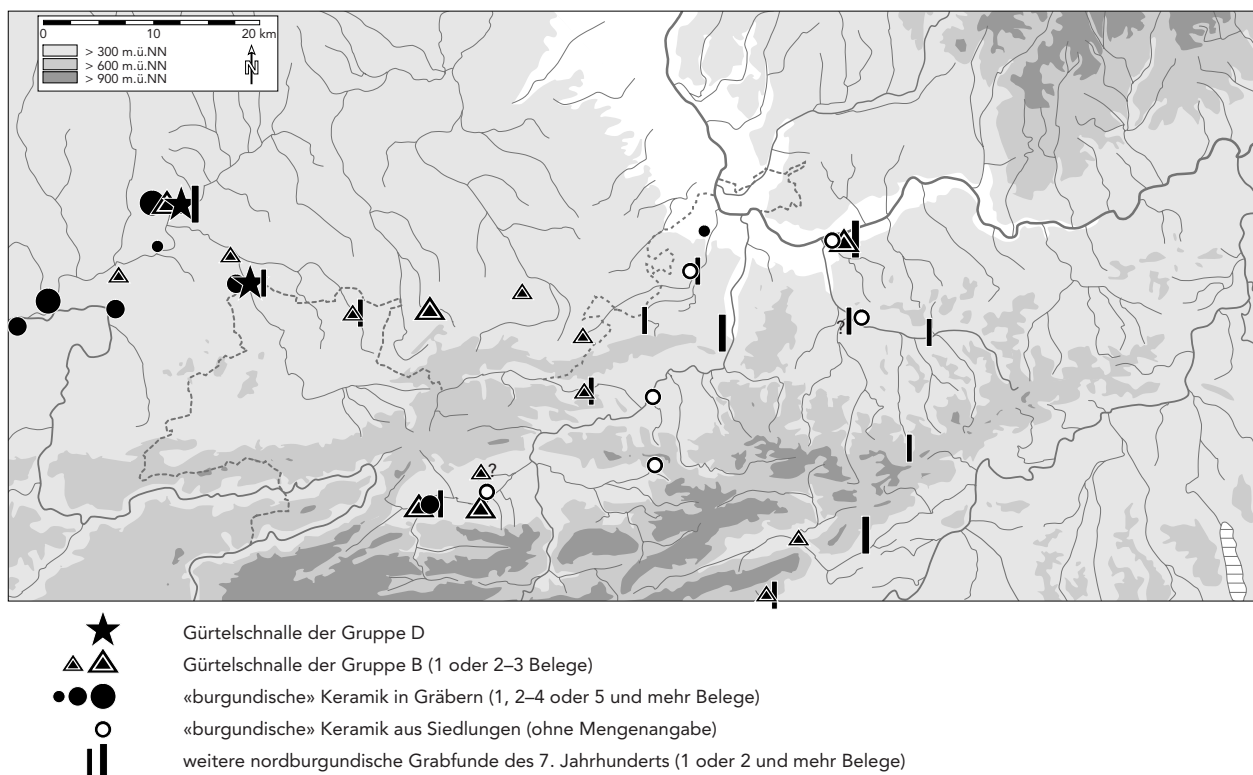 0 10 20 km
> 300 m.ü.NN
> 600 m.ü.NN
> 900 m.ü.NN
N
?
?
Gürtelschnalle der Gruppe D
Gürtelschnalle der Gruppe B (1 oder 2–3 Belege)
«burgundische» Keramik in Gräbern (1, 2–4 oder 5 und mehr Belege)
«burgundische» Keramik aus Siedlungen (ohne Mengenangabe)
weitere nordburgundische Grabfunde des 7. Jahrhunderts (1 oder 2 und mehr Belege)